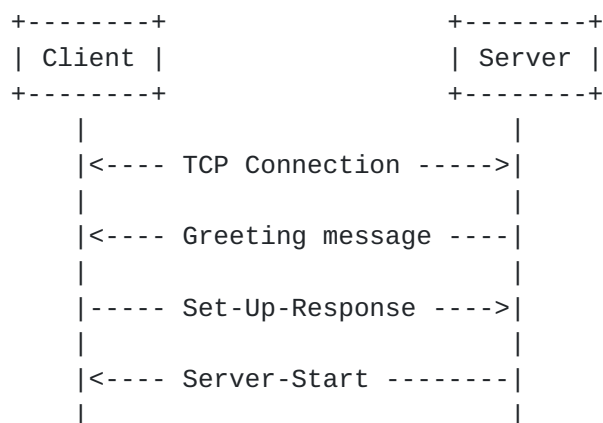 Client Server
TCP Connection
Greeting message
Set-Up-Response
Server-Start